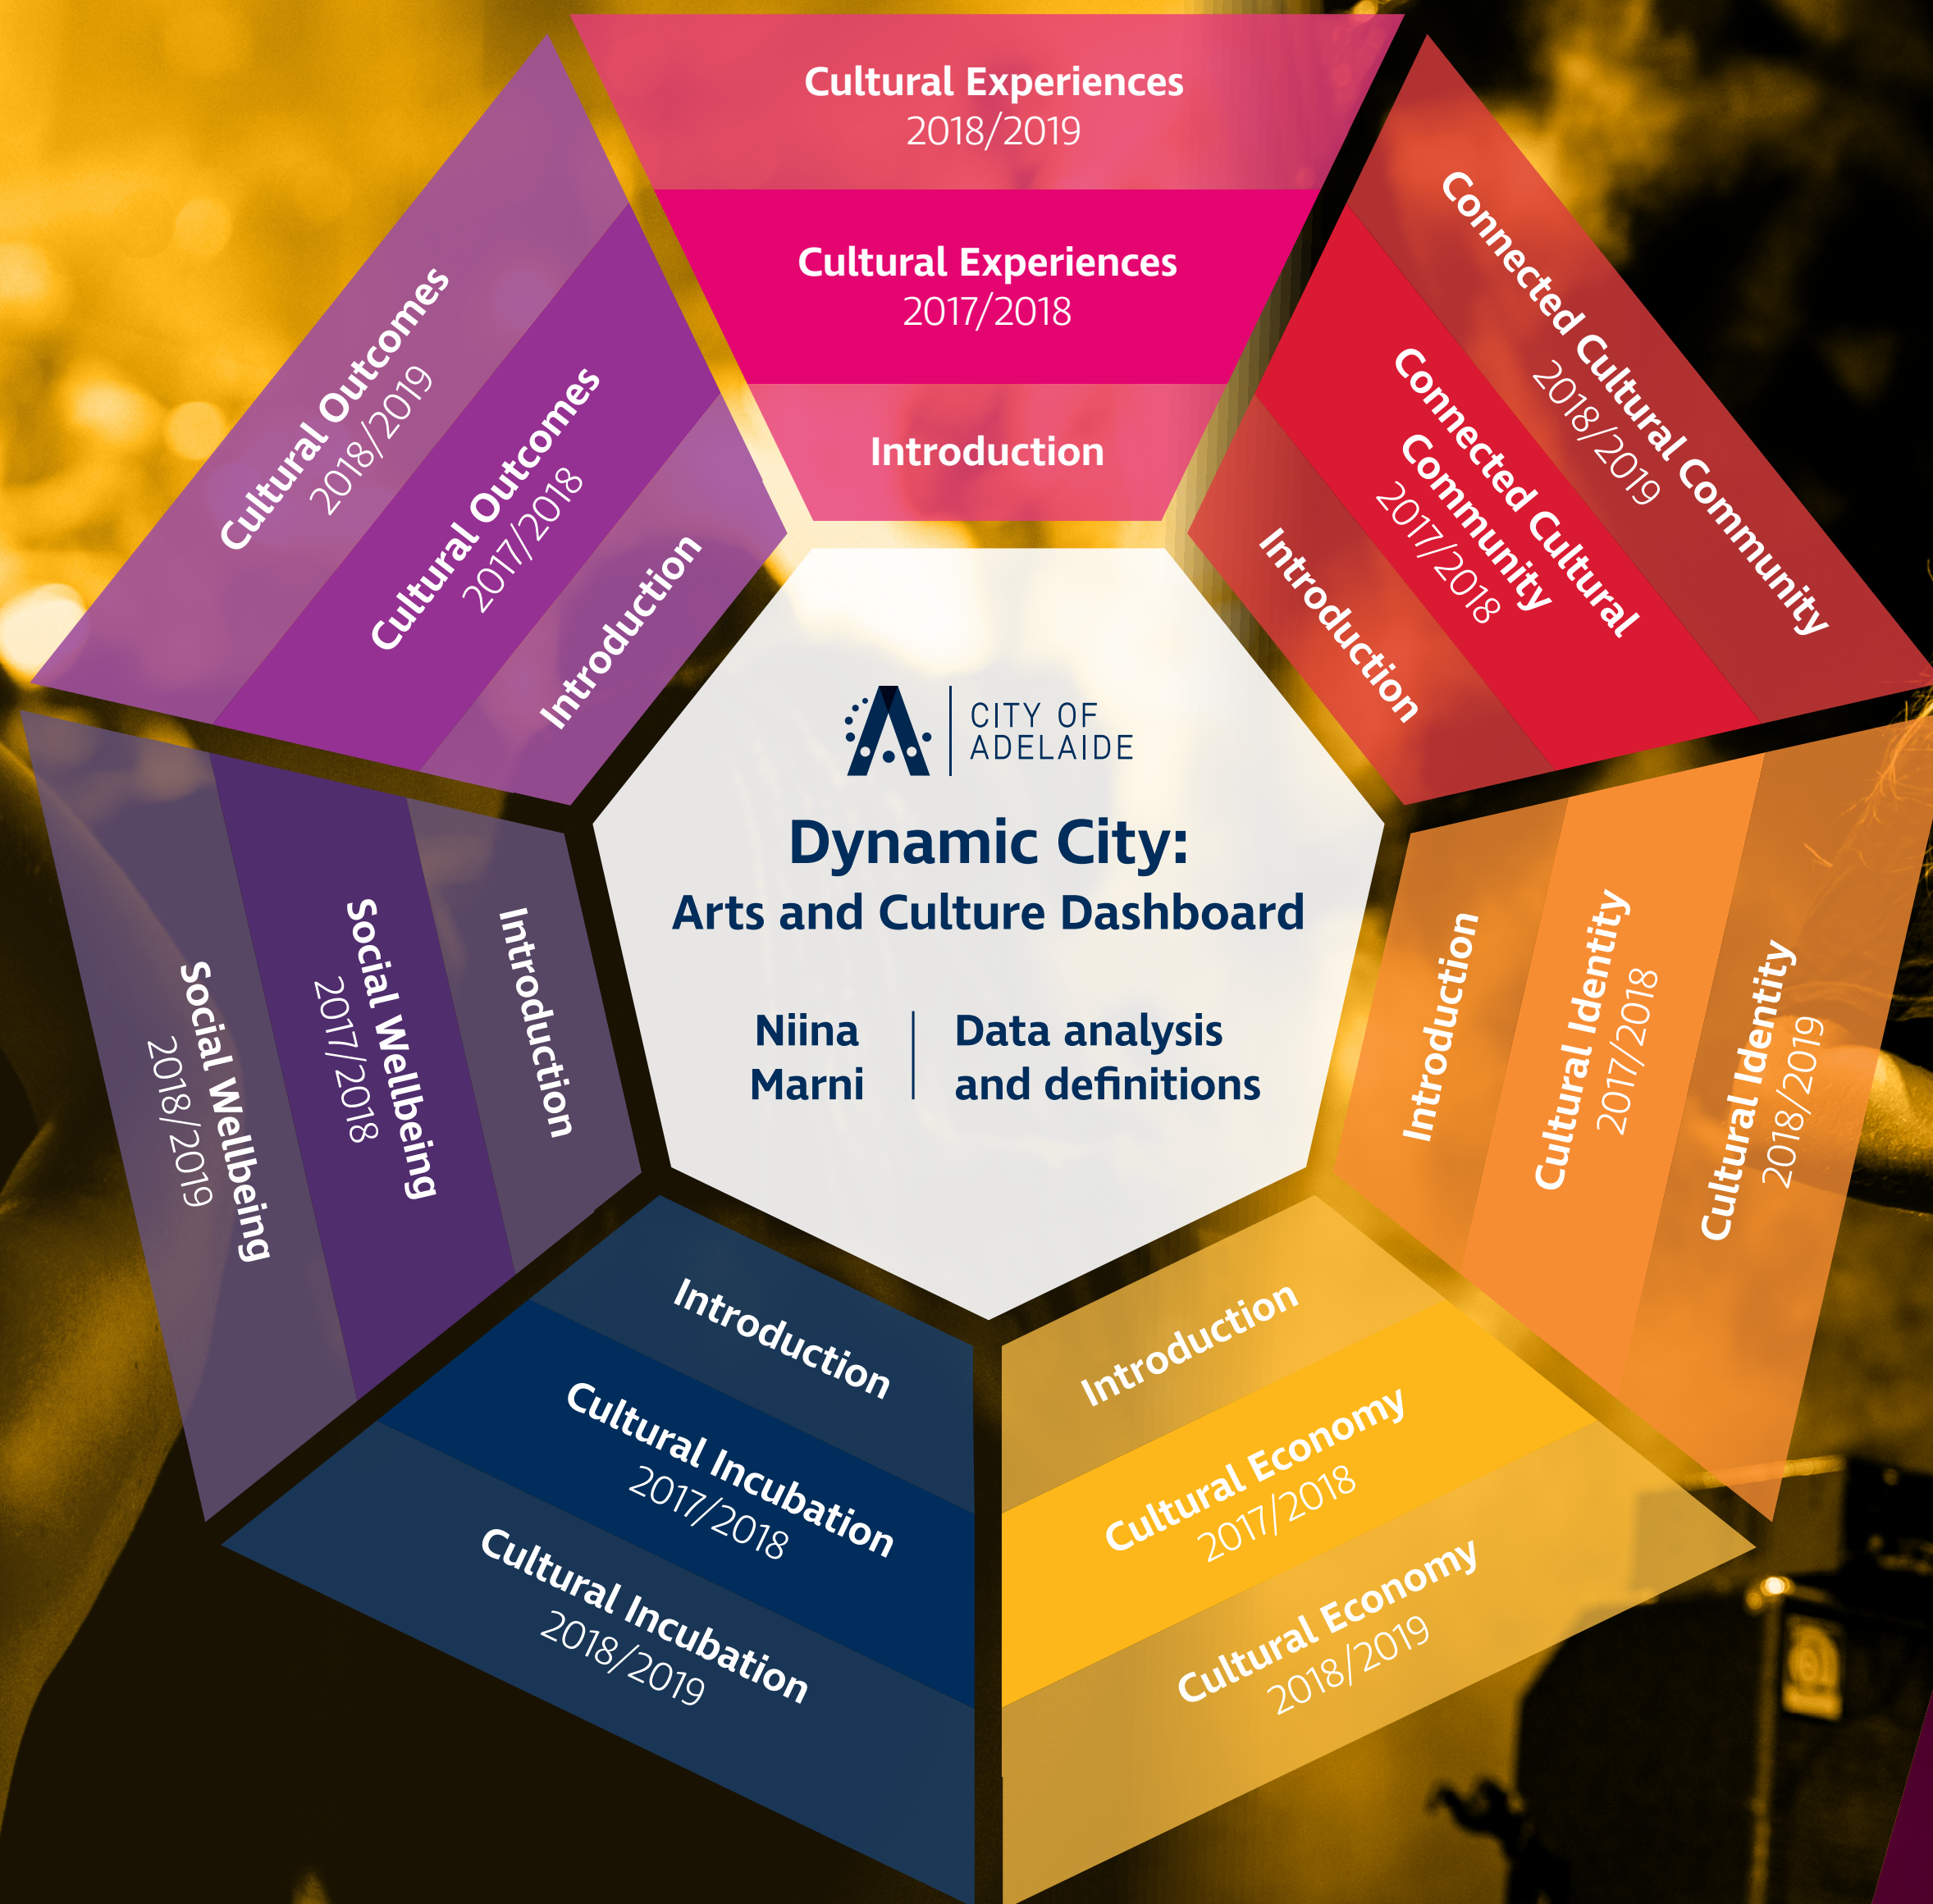 Cultural Experiences
2018/2019
Cultural Experiences
2017/2018
Introduction
Connected Cultural Community
2018/2019
Connected Cultural
Community
2017/2018
Introduction
Introduction
Cultural Identity
2017/2018
Cultural Identity
2018/2019
Introduction
Cultural Economy
2017/2018
Cultural Economy
2018/2019
Introduction
Cultural Incubation
2017/2018
Cultural Incubation
2018/2019
Social Wellbeing
2018/2019
Social Wellbeing
2017/2018
Introduction
Cultural Outcomes
2018/2019
Cultural Outcomes
2017/2018
Introduction
CITY OF
ADELAIDE
Dynamic City:
Arts and Culture Dashboard
Niina
Marni
Data analysis
and definitions